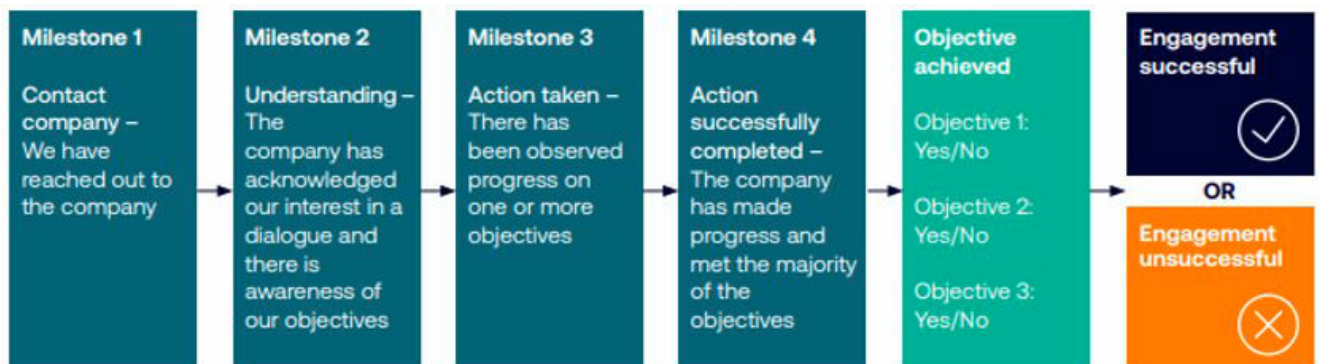 Milestone 1
Contact
company –
We have
reached out to
the company
Milestone 2
Understanding –
The
company has
acknowledged
our interest in a
dialogue and
there is
awareness of
our objectives
Milestone 3
Action taken –
There has
been observed
progress on
one or more
objectives
Milestone 4
Action
successfully
completed –
The company
has made
progress and
met the majority
of the
objectives
Objective
achieved
Objective 1:
Yes/No
Objective 2:
Yes/No
Objective 3:
Yes/No
Engagement
successful
OR
Engagement
unsuccessful